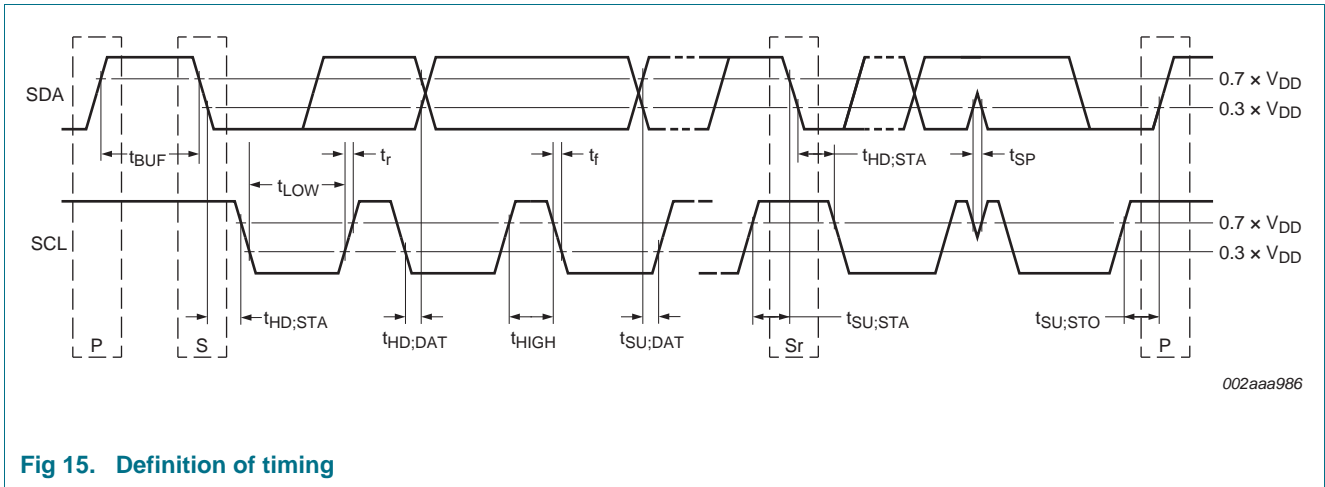 SDA
0.7 × VDD
0.3 × VDD
tBUF
tr
tf
tHD;STA
tSP
tLOW
SCL
0.7 × VDD
0.3 × VDD
tHD;STA
tHD;DAT
tHIGH
tSU;DAT
tSU;STA
tSU;STO
P
S
Sr
P
002aaa986
Fig 15. Definition of timing